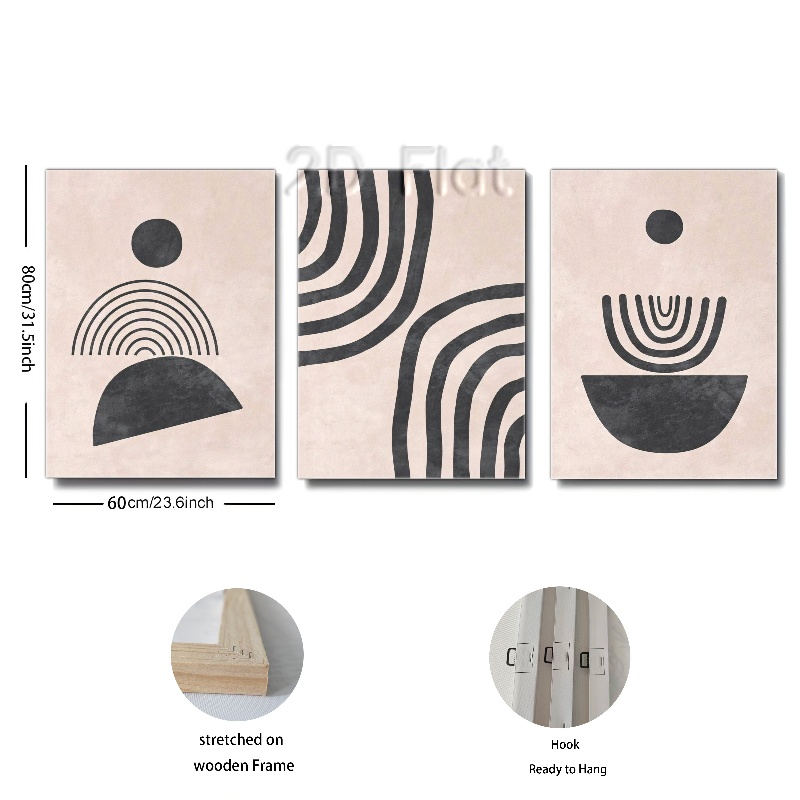 2D Flat
80cm/31.5inch
60cm/23.6inch
stretched on
wooden Frame
Hook
Ready to Hang